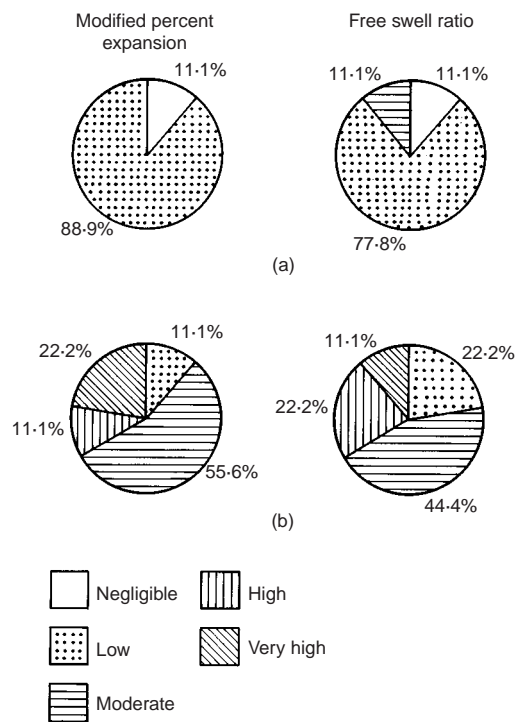 Modified percent
expansion
Free swell ratio
11·1%
88·9%
11·1%
11·1%
77·8%
(a)
11·1%
22·2%
11·1%
55·6%
11·1%
22·2%
22·2%
44·4%
(b)
Negligible
High
Low
Very high
Moderate